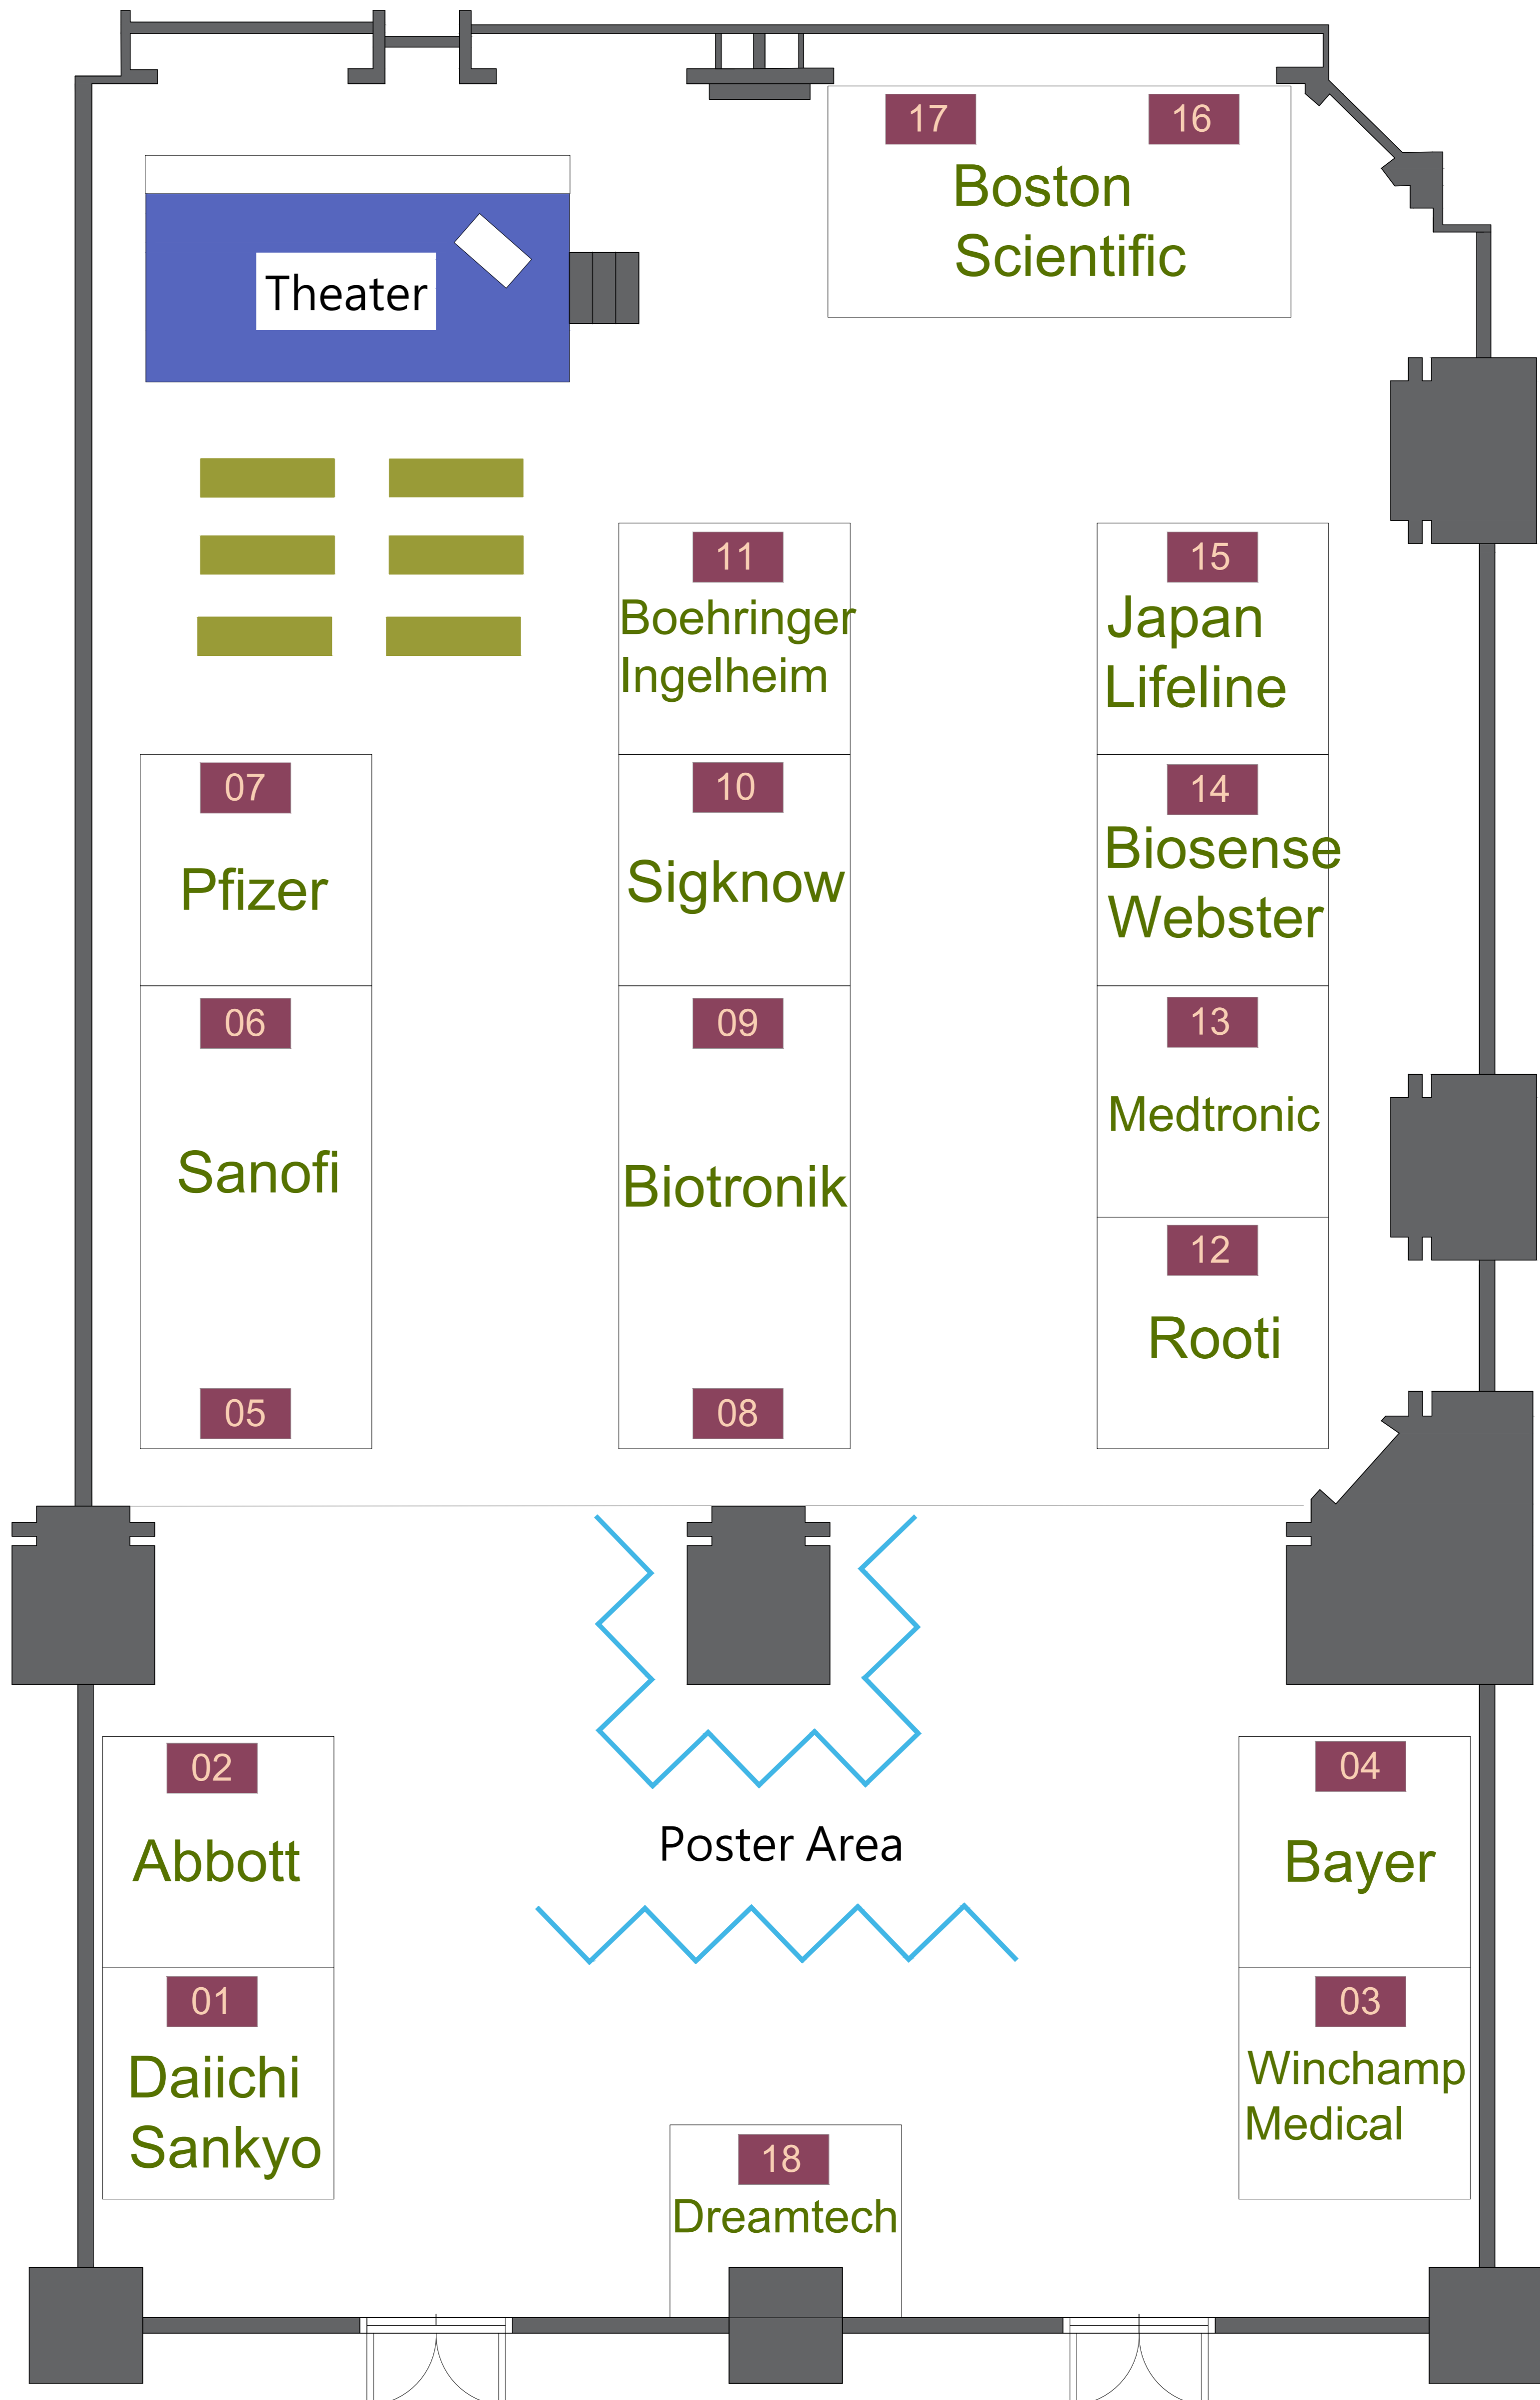 17
16
Boston
Scientific
Theater
11
Boehringer
Ingelheim
15
Japan
Lifeline
07
Pfizer
10
Sigknow
14
Biosense
Webster
06
Sanofi
05
09
Biotronik
08
13
Medtronic
12
Rooti
02
Abbott
Poster Area
04
Bayer
01
Daiichi
Sankyo
03
Winchamp
Medical
18
Dreamtech